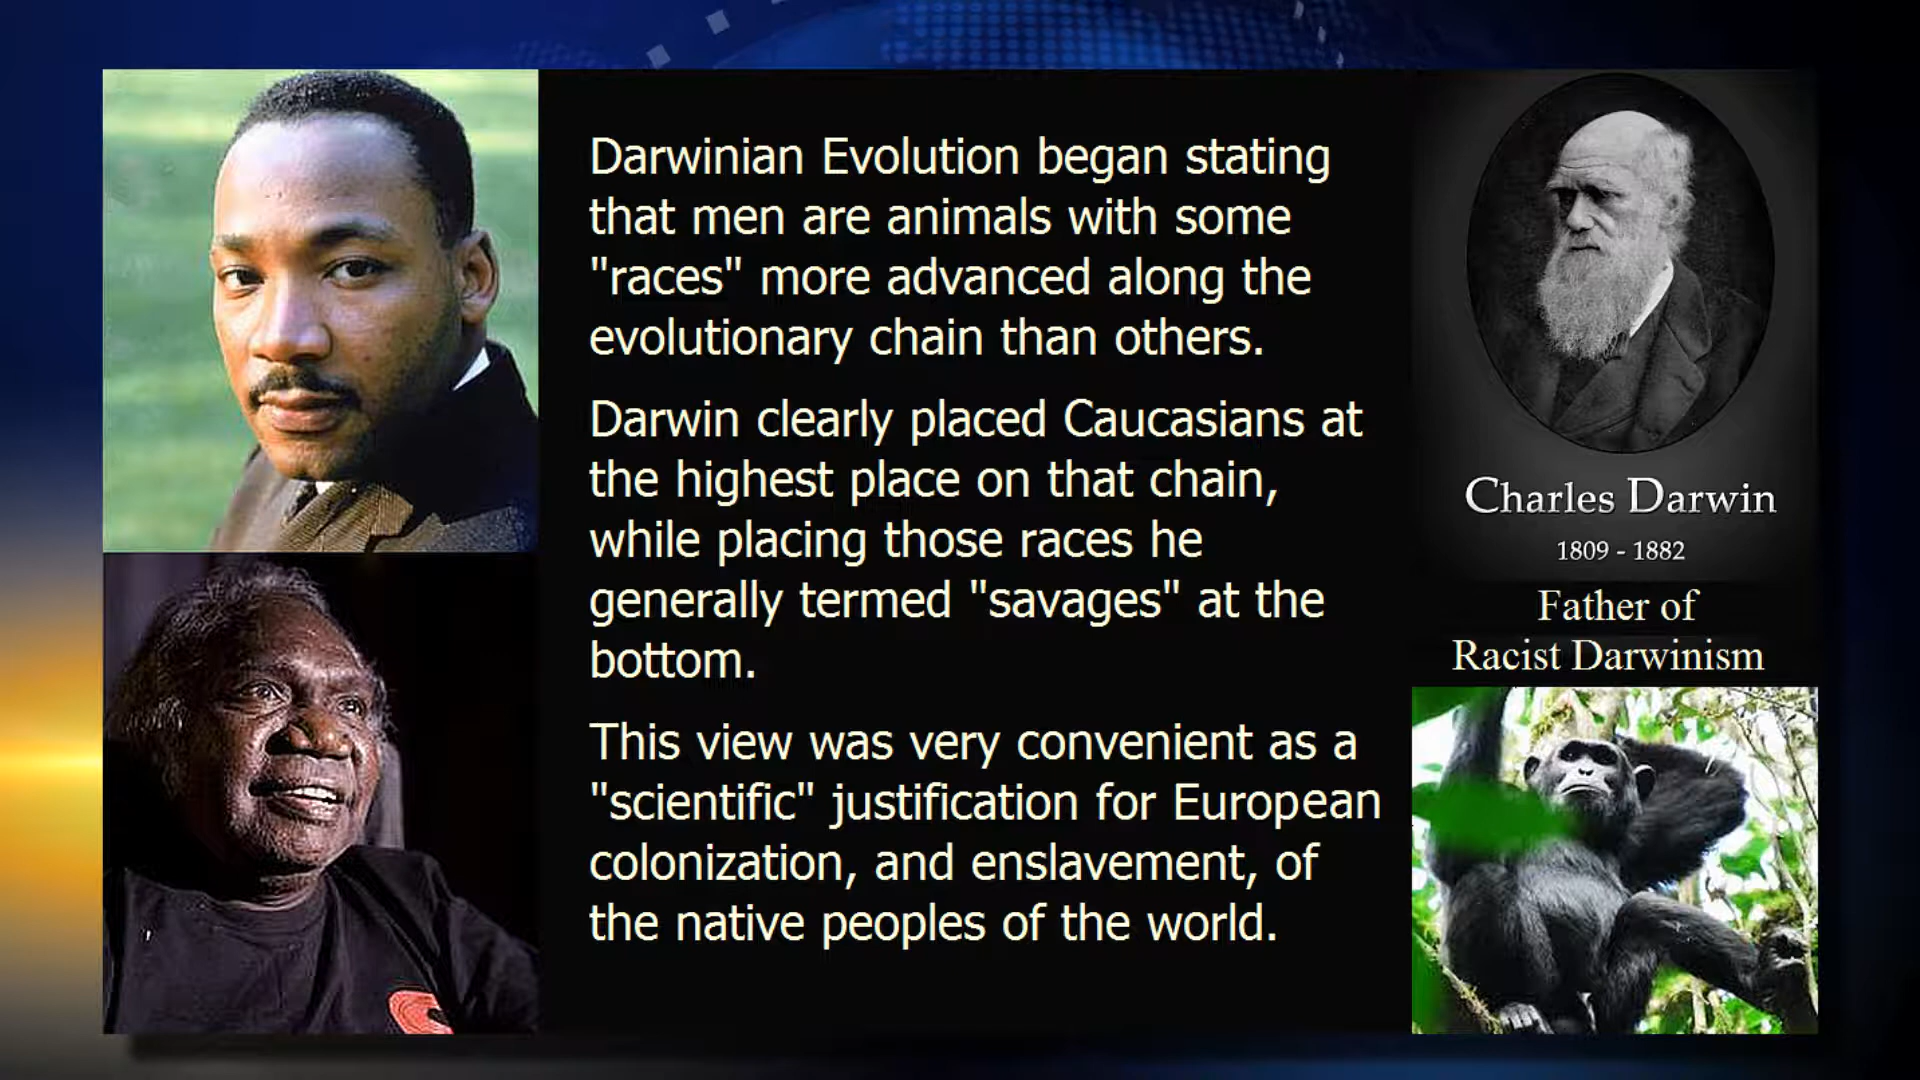 Darwinian Evolution began stating
that men are animals with some
"races" more advanced along the
evolutionary chain than others.
Darwin clearly placed Caucasians at
the highest place on that chain,
while placing those races he
generally termed "savages" at the
bottom.
This view was very convenient as a
"scientific" justification for European
colonization, and enslavement, of
the native peoples of the world.
Charles Darwin
1809 - 1882
Father of
Racist Darwinism